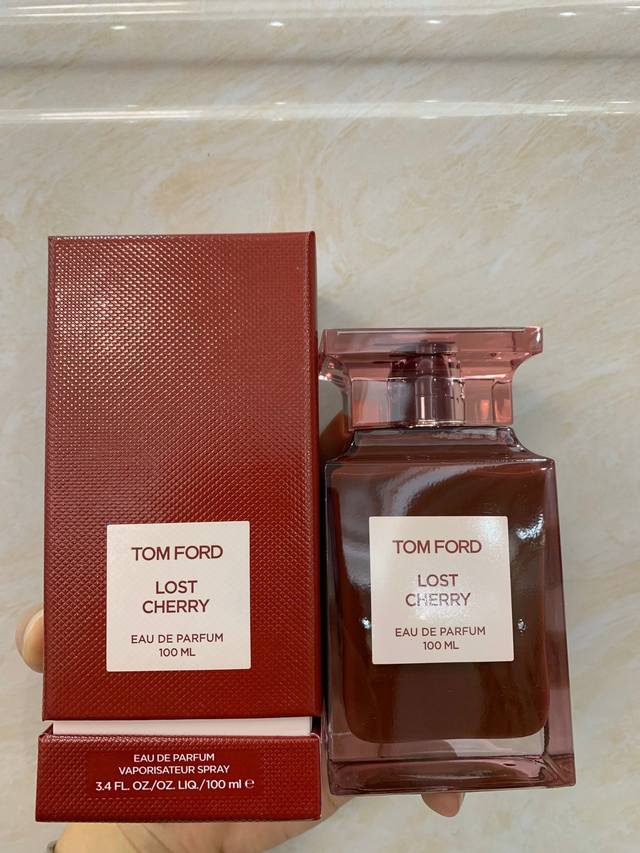 TOM FORD
LOST
CHERRY
EAU DE PARFUM
100 ML
EAU DE PARFUM
VAPORISATEUR SPRAY
3.4 FL. OZ./OZ. LIQ./100 ml ℮
TOM FORD
LOST
CHERRY
EAU DE PARFUM
100 ML